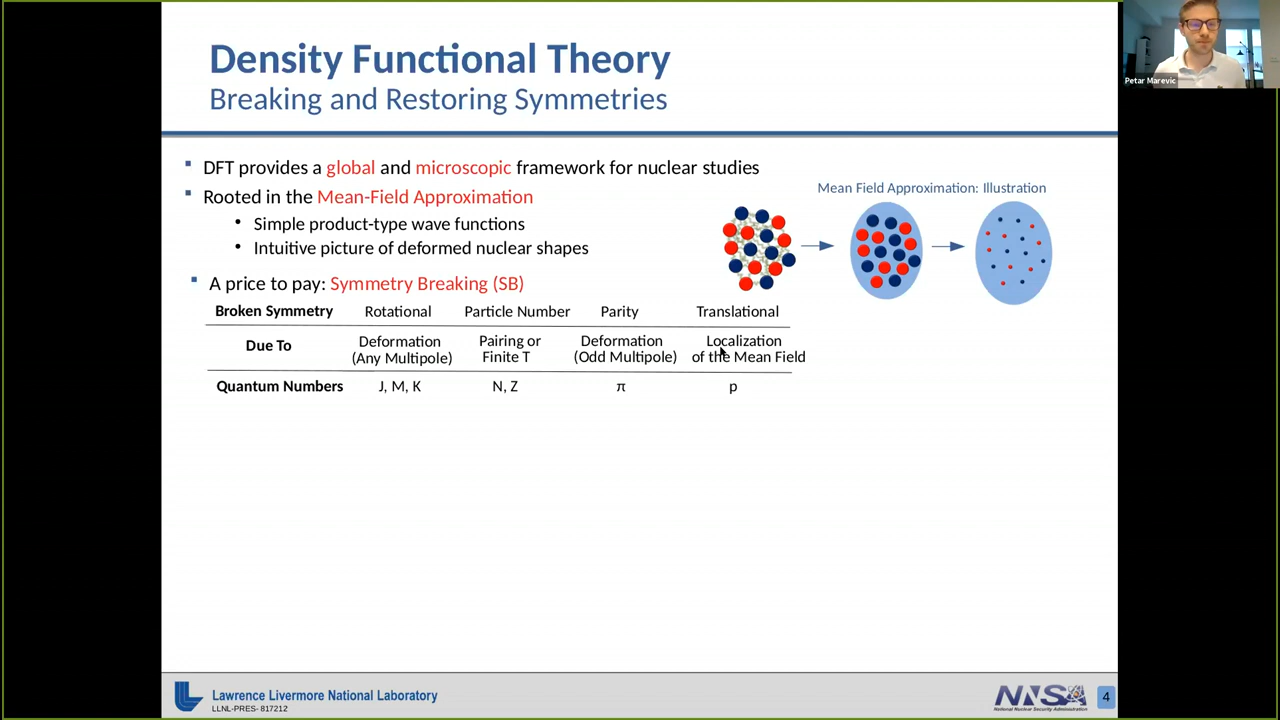 Density Functional Theory
Breaking and Restoring Symmetries
Petar Marevic
DFT provides a global and microscopic framework for nuclear studies
Rooted in the Mean-Field Approximation
Simple product-type wave functions
Intuitive picture of deformed nuclear shapes
Mean Field Approximation: Illustration
A price to pay: Symmetry Breaking (SB)
Broken Symmetry Rotational Particle Number Parity Translational
Due To Deformation (Any Multipole) Pairing or Finite T Deformation (Odd Multipole) Localization of the Mean Field
Quantum Numbers J, M, K N, Z π p
Lawrence Livermore National Laboratory
LLNL-PRES- 817212
NNSA
National Nuclear Security Administration
4